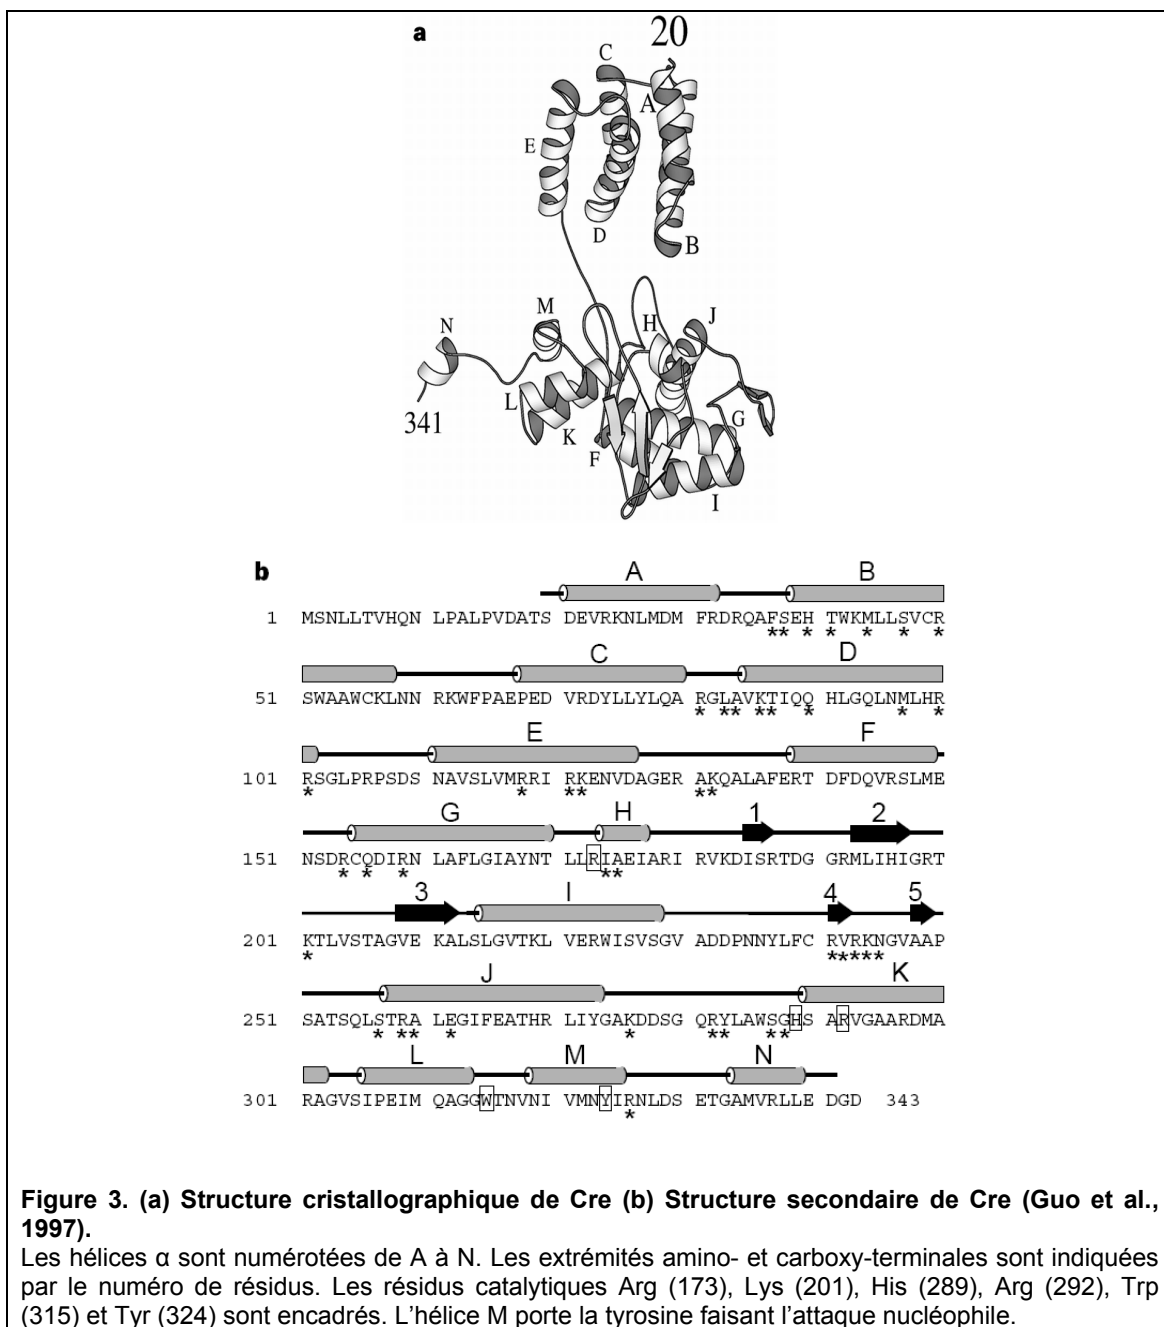 a
20
C
A
E
D
B
M
N
H
J
L
341
K
G
F
I
b
A B
1 MSNLLTVHQN LPALPVDATS DEVRKNLMDM FRDRQAFSEH TWKMLLSVCR
** * * * * *
C D
51 SWAAWCKLNN RKWFPAEPED VRDYLLYLQA RGLAVKTIQQ HLGQLNMLHR
* ** ** * * *
E F
101 RSGLPRPSDS NAVSLVMRRI RKENVDAGER AKQALAFERT DFDQVRSLME
* * ** **
G H 1 2
151 NSDRCQDIRN LAFLGIAYNT LLRIAEIARI RVKDISRTDG GRMLIHIGRT
* * * **
3 I 4 5
201 KTLVSTAGVE KALSLGVTKL VERWISVSGV ADDPNNYLFC RVRKNGVAAP
* *****
J K
251 SATSQLSTRA LEGIFEATHR LIYGAKDDSG QRYLAWSGHS ARVGAARDMA
* ** * * ** **
L M N
301 RAGVSIPEIM QAGGWTNVNI VMNYIRNLDS ETGAMVRLLE DGD 343
*
Figure 3. (a) Structure cristallographique de Cre (b) Structure secondaire de Cre (Guo et al.,
1997).
Les hélices α sont numérotées de A à N. Les extrémités amino- et carboxy-terminales sont indiquées
par le numéro de résidus. Les résidus catalytiques Arg (173), Lys (201), His (289), Arg (292), Trp
(315) et Tyr (324) sont encadrés. L’hélice M porte la tyrosine faisant l’attaque nucléophile.